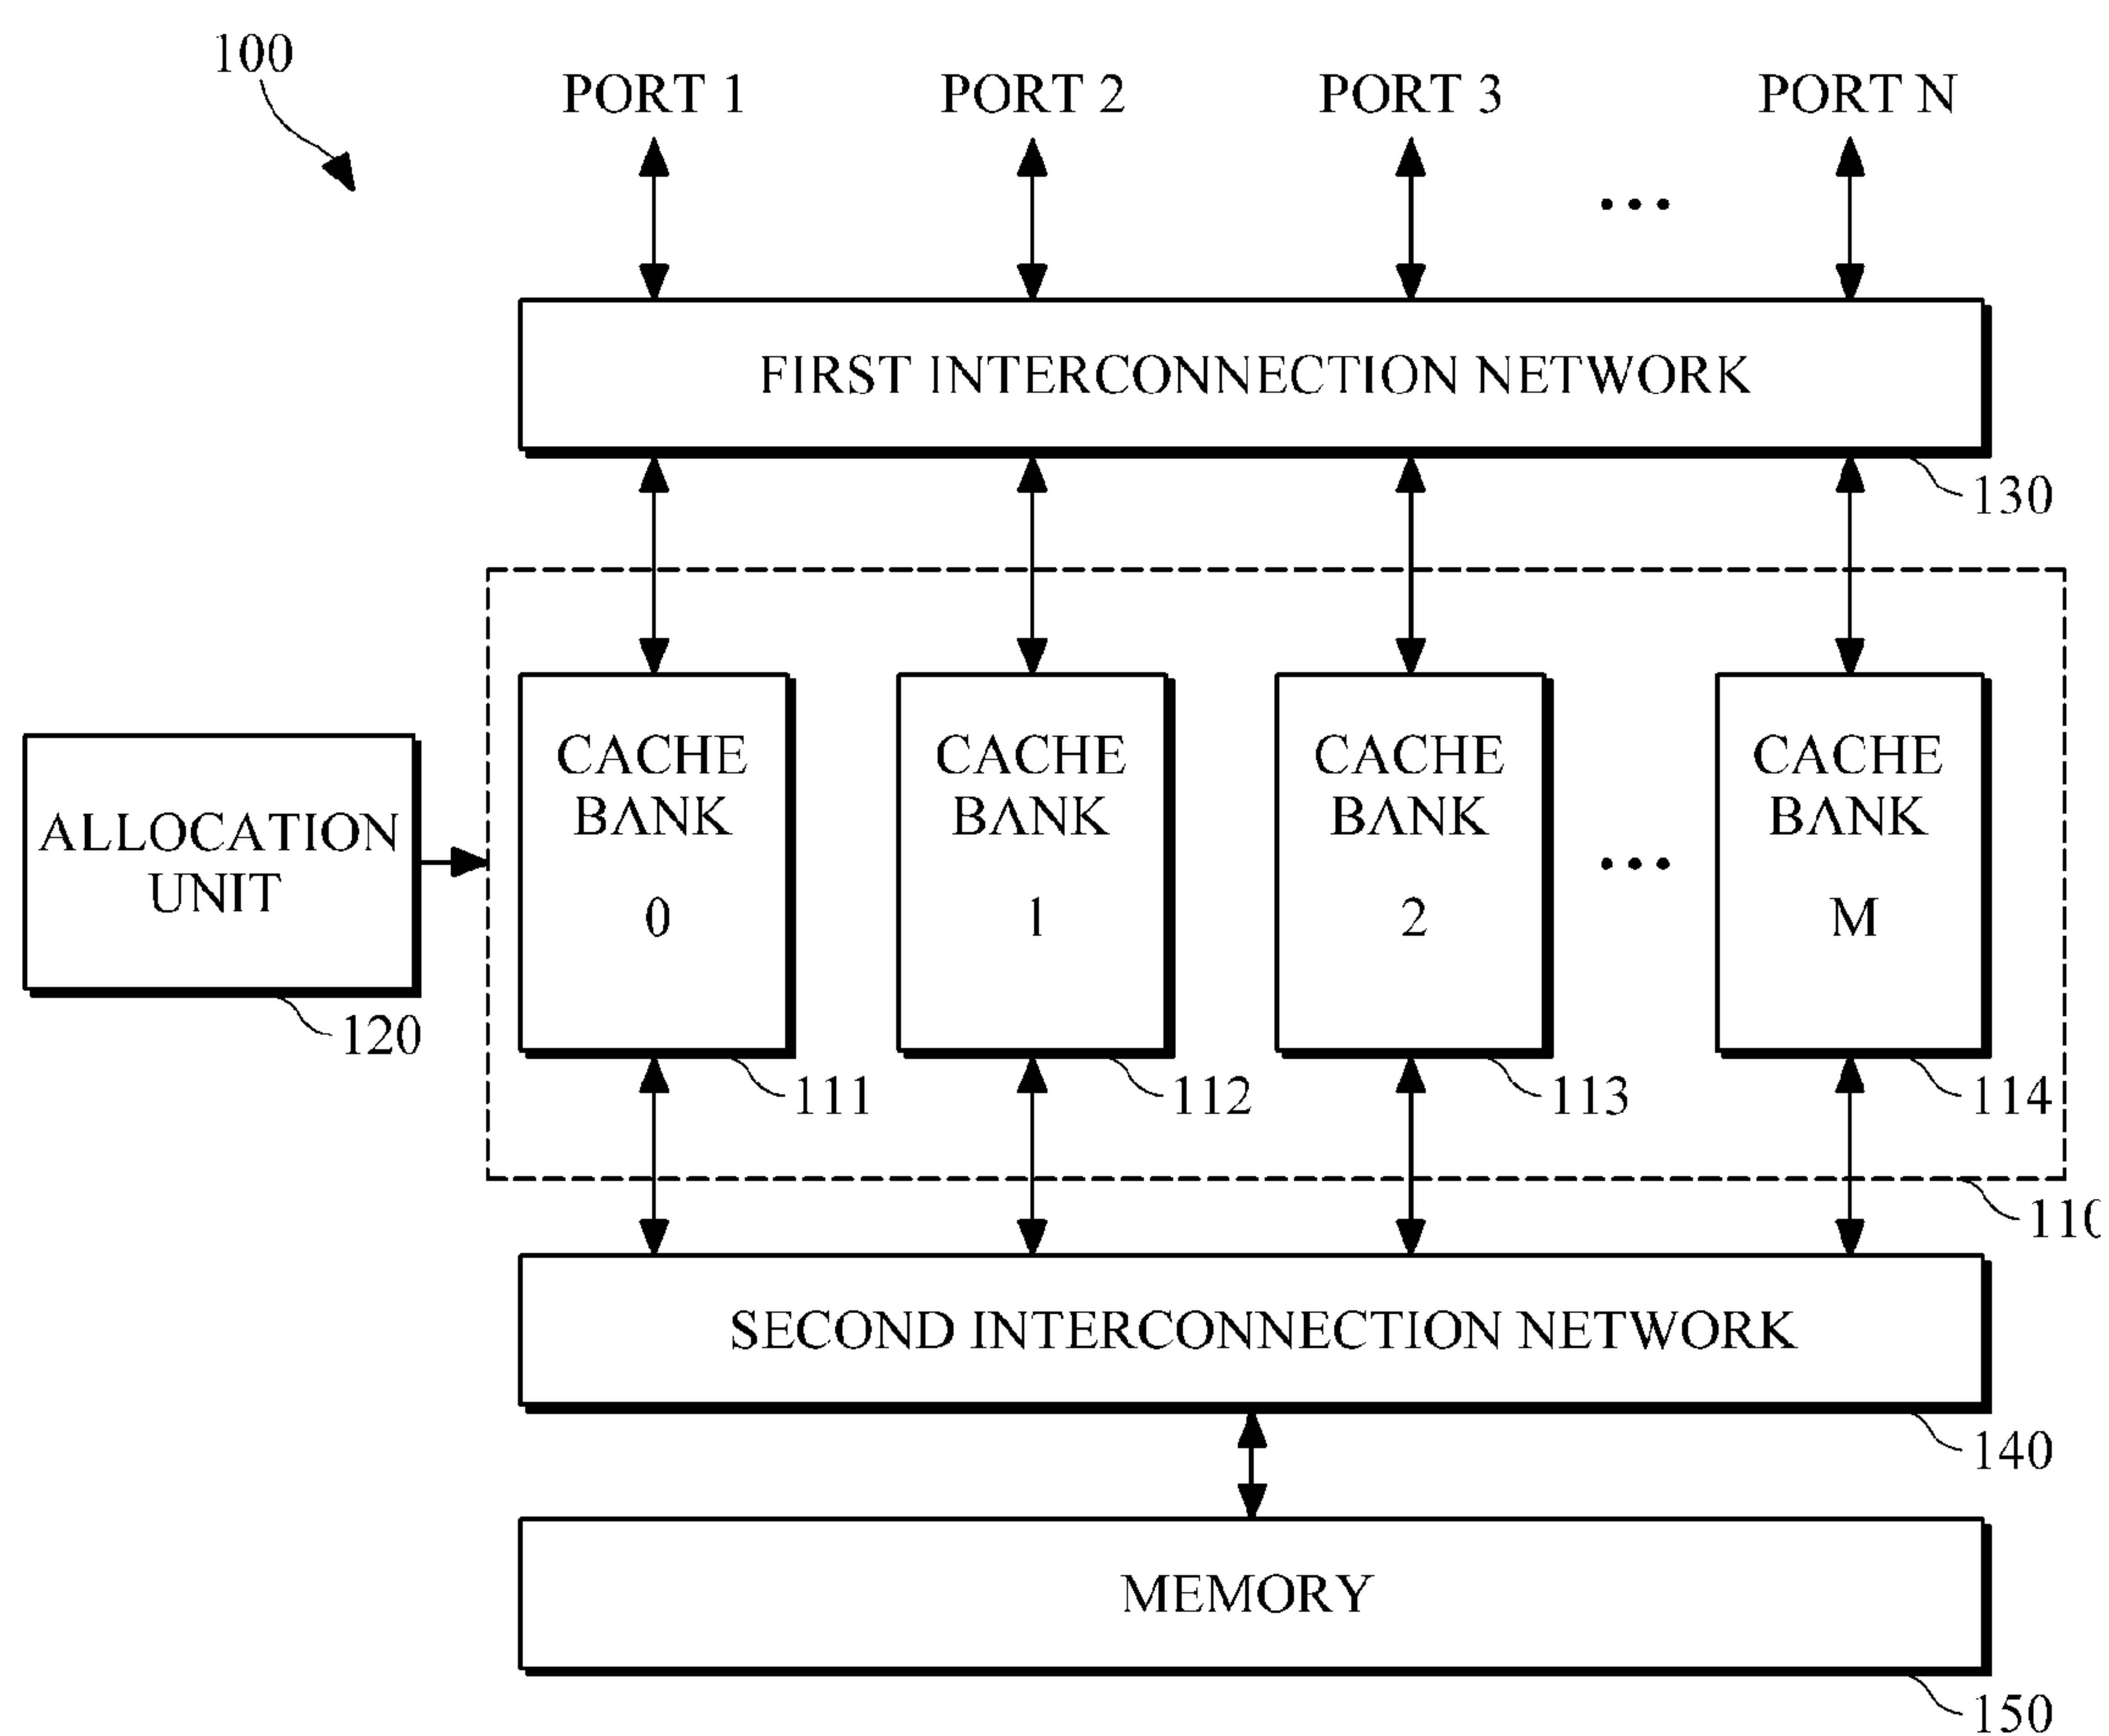 100
PORT 1 PORT 2 PORT 3 ... PORT N
FIRST INTERCONNECTION NETWORK
130
CACHE BANK 0
CACHE BANK 1
CACHE BANK 2
...
CACHE BANK M
ALLOCATION
UNIT
120
111 112 113 114
110
SECOND INTERCONNECTION NETWORK
140
MEMORY
150